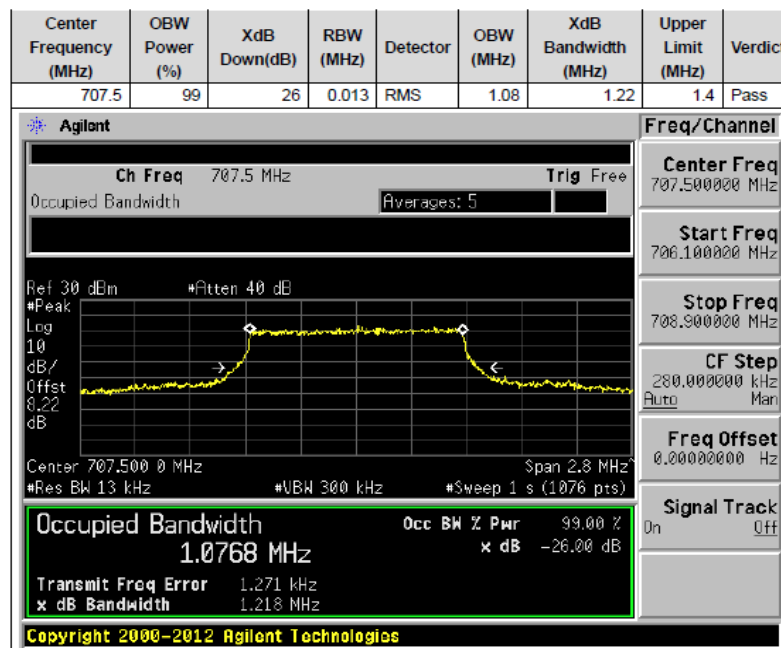 Center Frequency (MHz) OBW Power (%) XdB Down(dB) RBW (MHz) Detector OBW (MHz) XdB Bandwidth (MHz) Upper Limit (MHz) Verdic
707.5 99 26 0.013 RMS 1.08 1.22 1.4 Pass
Agilent Freq/Channel
Ch Freq 707.5 MHz Trig Free
Occupied Bandwidth Averages: 5
Center Freq
707.500000 MHz
Start Freq
706.100000 MHz
Stop Freq
708.900000 MHz
CF Step
280.000000 kHz
Auto Man
Freq Offset
0.00000000 Hz
Signal Track
On Off
Ref 30 dBm #Atten 40 dB
#Peak
Log
10
dB/
Offst
8.22
dB
Center 707.500 0 MHz Span 2.8 MHz
#Res BW 13 kHz #VBW 300 kHz #Sweep 1 s (1076 pts)
Occupied Bandwidth Occ BW % Pwr 99.00 %
1.0768 MHz x dB -26.00 dB
Transmit Freq Error 1.271 kHz
x dB Bandwidth 1.218 MHz
Copyright 2000-2012 Agilent Technologies